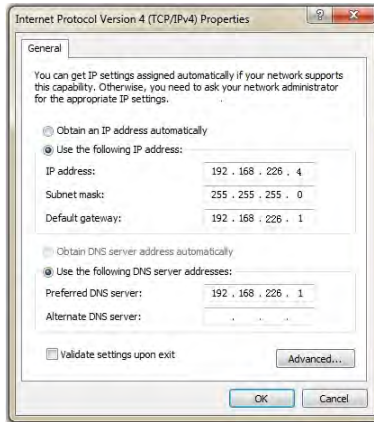 Internet Protocol Version 4 (TCP/IPv4) Properties
General
You can get IP settings assigned automatically if your network supports
this capability. Otherwise, you need to ask your network administrator
for the appropriate IP settings.
Obtain an IP address automatically
Use the following IP address:
IP address: 192 . 168 . 226 . 4
Subnet mask: 255 . 255 . 255 . 0
Default gateway: 192 . 168 . 226 . 1
Obtain DNS server address automatically
Use the following DNS server addresses:
Preferred DNS server: 192 . 168 . 226 . 1
Alternate DNS server: . . .
Validate settings upon exit
Advanced...
OK Cancel